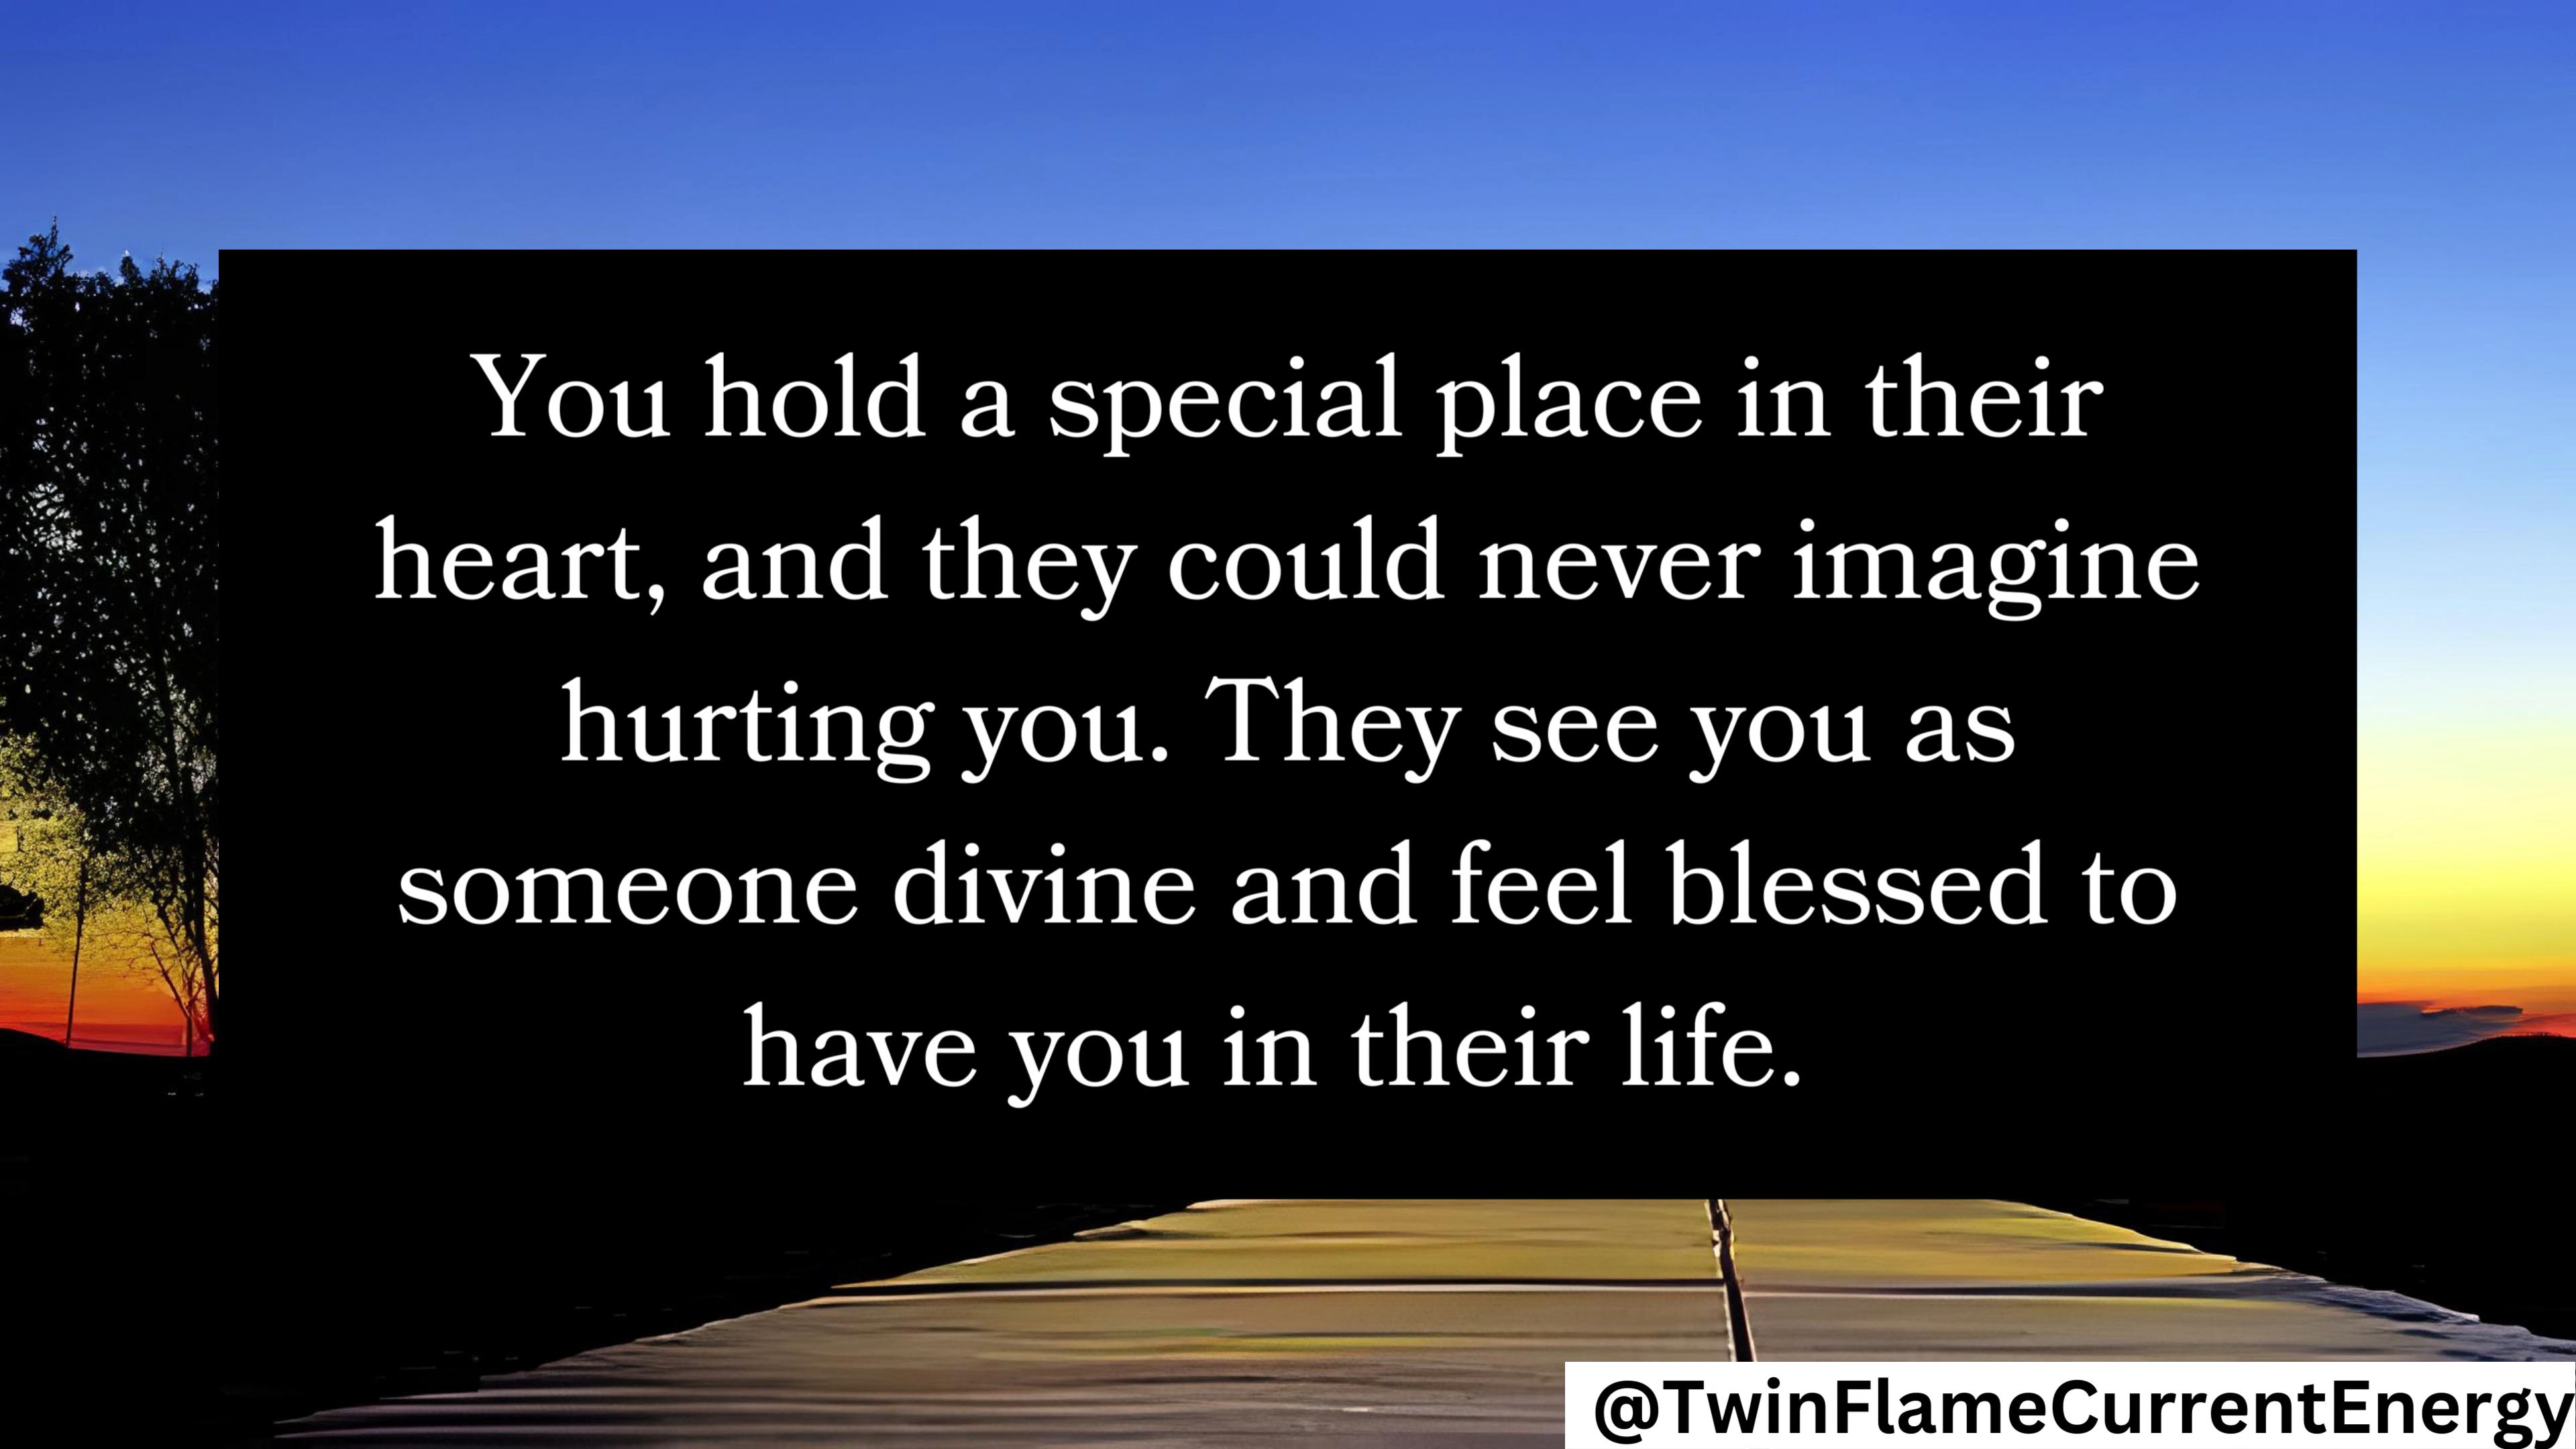 You hold a special place in their
heart, and they could never imagine
hurting you. They see you as
someone divine and feel blessed to
have you in their life.
@TwinFlameCurrentEnergy